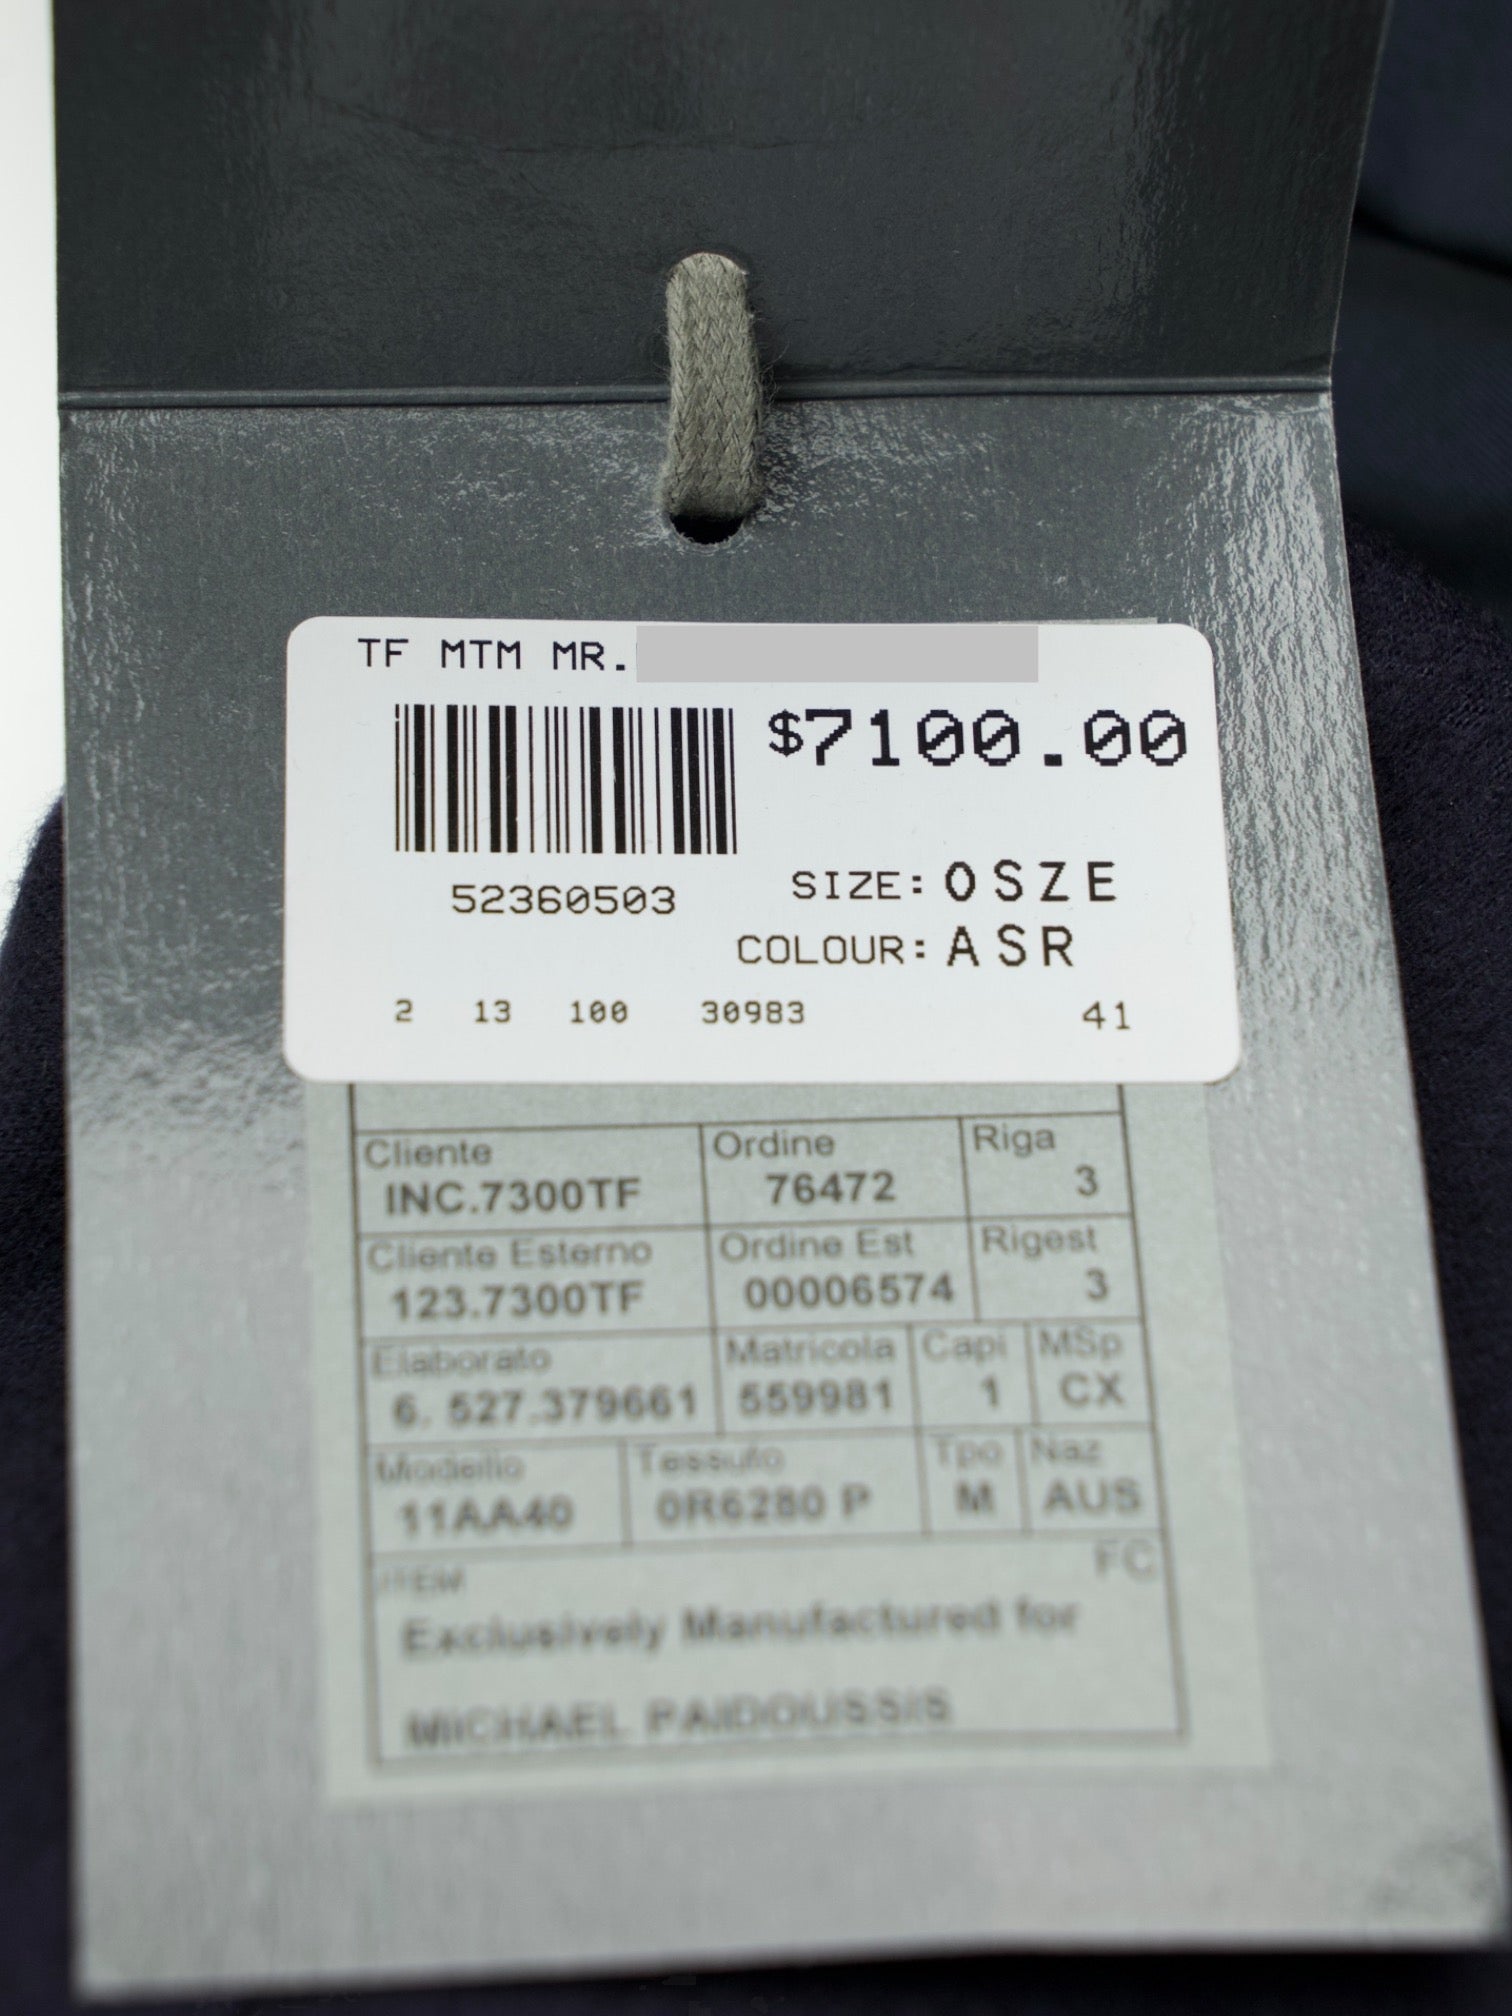 TF MTM MR.
$7100.00
52360503
SIZE: OSZE
COLOUR: ASR
2 13 100 30983 41
Cliente Ordine Riga
INC.7300TF 76472 3
Cliente Esterno Ordine Est Rigest
123.7300TF 00006574 3
Elaborato Matricola Capi MSp
6. 527.379661 559981 1 CX
Modello Tessuto Tpo Naz
11AA40 0R6280 P M AUS
ITEM FC
Exclusively Manufactured for
MICHAEL PAIDOUSSIS